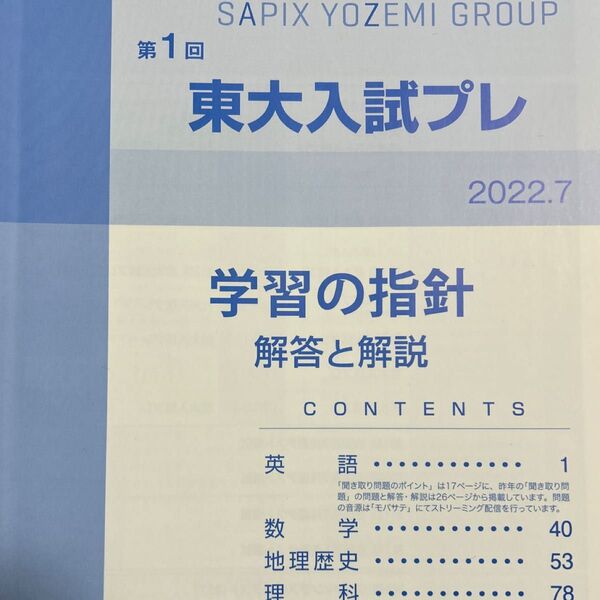 SAPIX YOZEMI GROUP
第1回
東大入試プレ
2022.7
学習の指針
解答と解説
CONTENTS
英 語 ・・・・・・・・・・・・ 1
「聞き取り問題のポイント」は17ページに、昨年の「聞き取り問
題」の問題と解答・解説は26ページから掲載しています。問題
の音源は「モバサテ」にてストリーミング配信を行っています。
数 学 ・・・・・・・・・・・・ 40
地理歴史 ・・・・・・・・・・・・ 53
理 科 ・・・・・・・・・・・・ 78